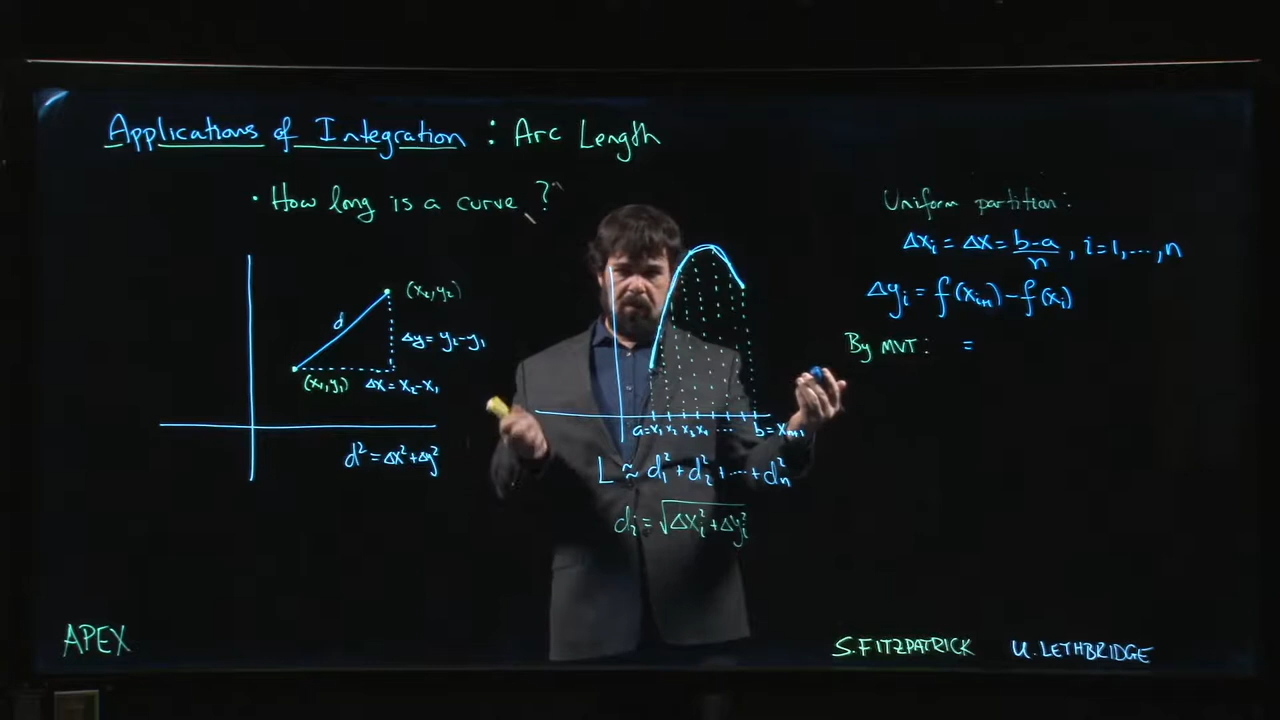 Applications of Integration : Arc Length
• How long is a curve ?
(x₂, y₂)
d
Δy = y₂ - y₁
(x₁, y₁) Δx = x₂ - x₁
d² = Δx² + Δy²
a=x₁ x₂ x₃ x₄ ... b = xₙ₊₁
L ≈ d₁² + d₂² + ... + dₙ²
dᵢ = √Δxᵢ² + Δyᵢ²
Uniform partition :
Δxᵢ = Δx = b-a/n , i = 1, ..., n
Δyᵢ = f(xᵢ₊₁) - f(xᵢ)
By MVT : =
APEX
S. FITZPATRICK U. LETHBRIDGE